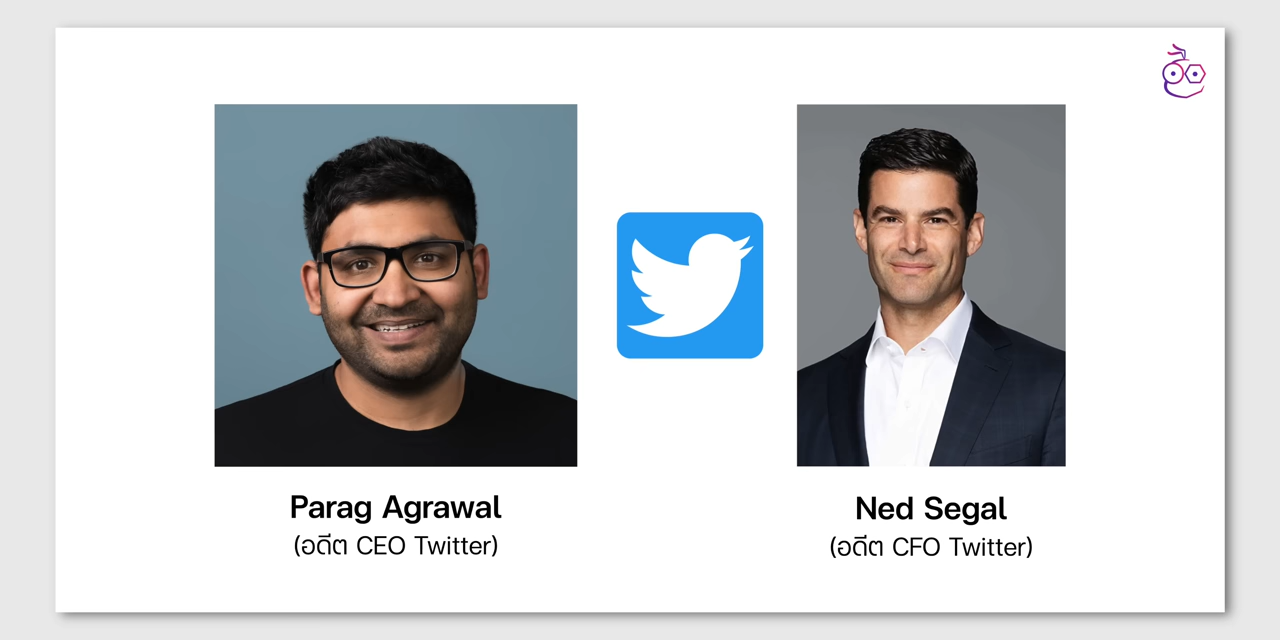 Parag Agrawal
(อดีต CEO Twitter)
Ned Segal
(อดีต CFO Twitter)